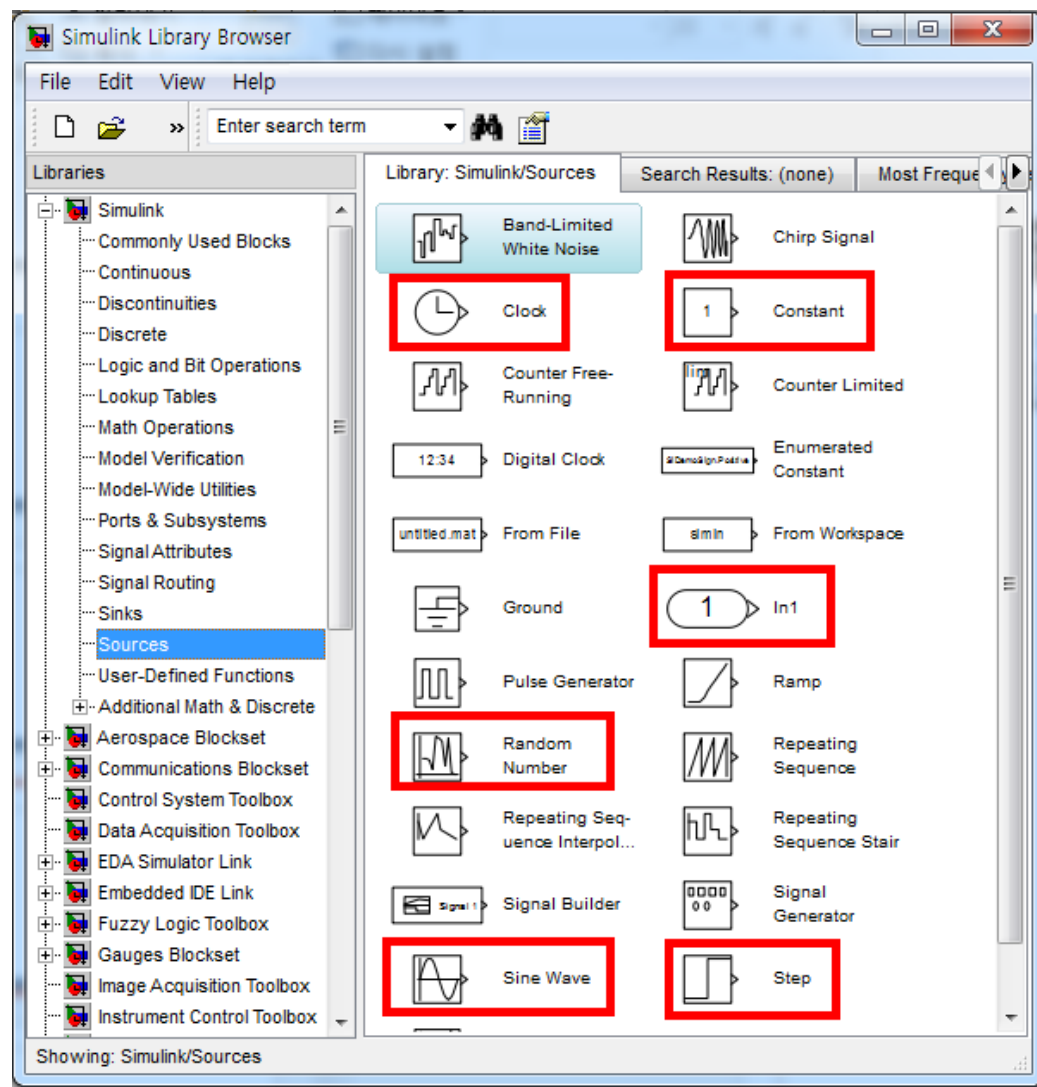 Simulink Library Browser
File Edit View Help
» Enter search term
Libraries
Simulink
Commonly Used Blocks
Continuous
Discontinuities
Discrete
Logic and Bit Operations
Lookup Tables
Math Operations
Model Verification
Model-Wide Utilities
Ports & Subsystems
Signal Attributes
Signal Routing
Sinks
Sources
User-Defined Functions
Additional Math & Discrete
Aerospace Blockset
Communications Blockset
Control System Toolbox
Data Acquisition Toolbox
EDA Simulator Link
Embedded IDE Link
Fuzzy Logic Toolbox
Gauges Blockset
Image Acquisition Toolbox
Instrument Control Toolbox
Library: Simulink/Sources Search Results: (none) Most Freque
Band-Limited
White Noise
Chirp Signal
Clock
1 Constant
Counter Free-
Running
lim Counter Limited
12:34 Digital Clock
Enumerated
Constant
untitled.mat From File
simin From Workspace
Ground
1 In1
Pulse Generator
Ramp
Random
Number
Repeating
Sequence
Repeating Seq-
uence Interpol...
Repeating
Sequence Stair
Signal 1 Signal Builder
Signal
Generator
Sine Wave
Step
Showing: Simulink/Sources